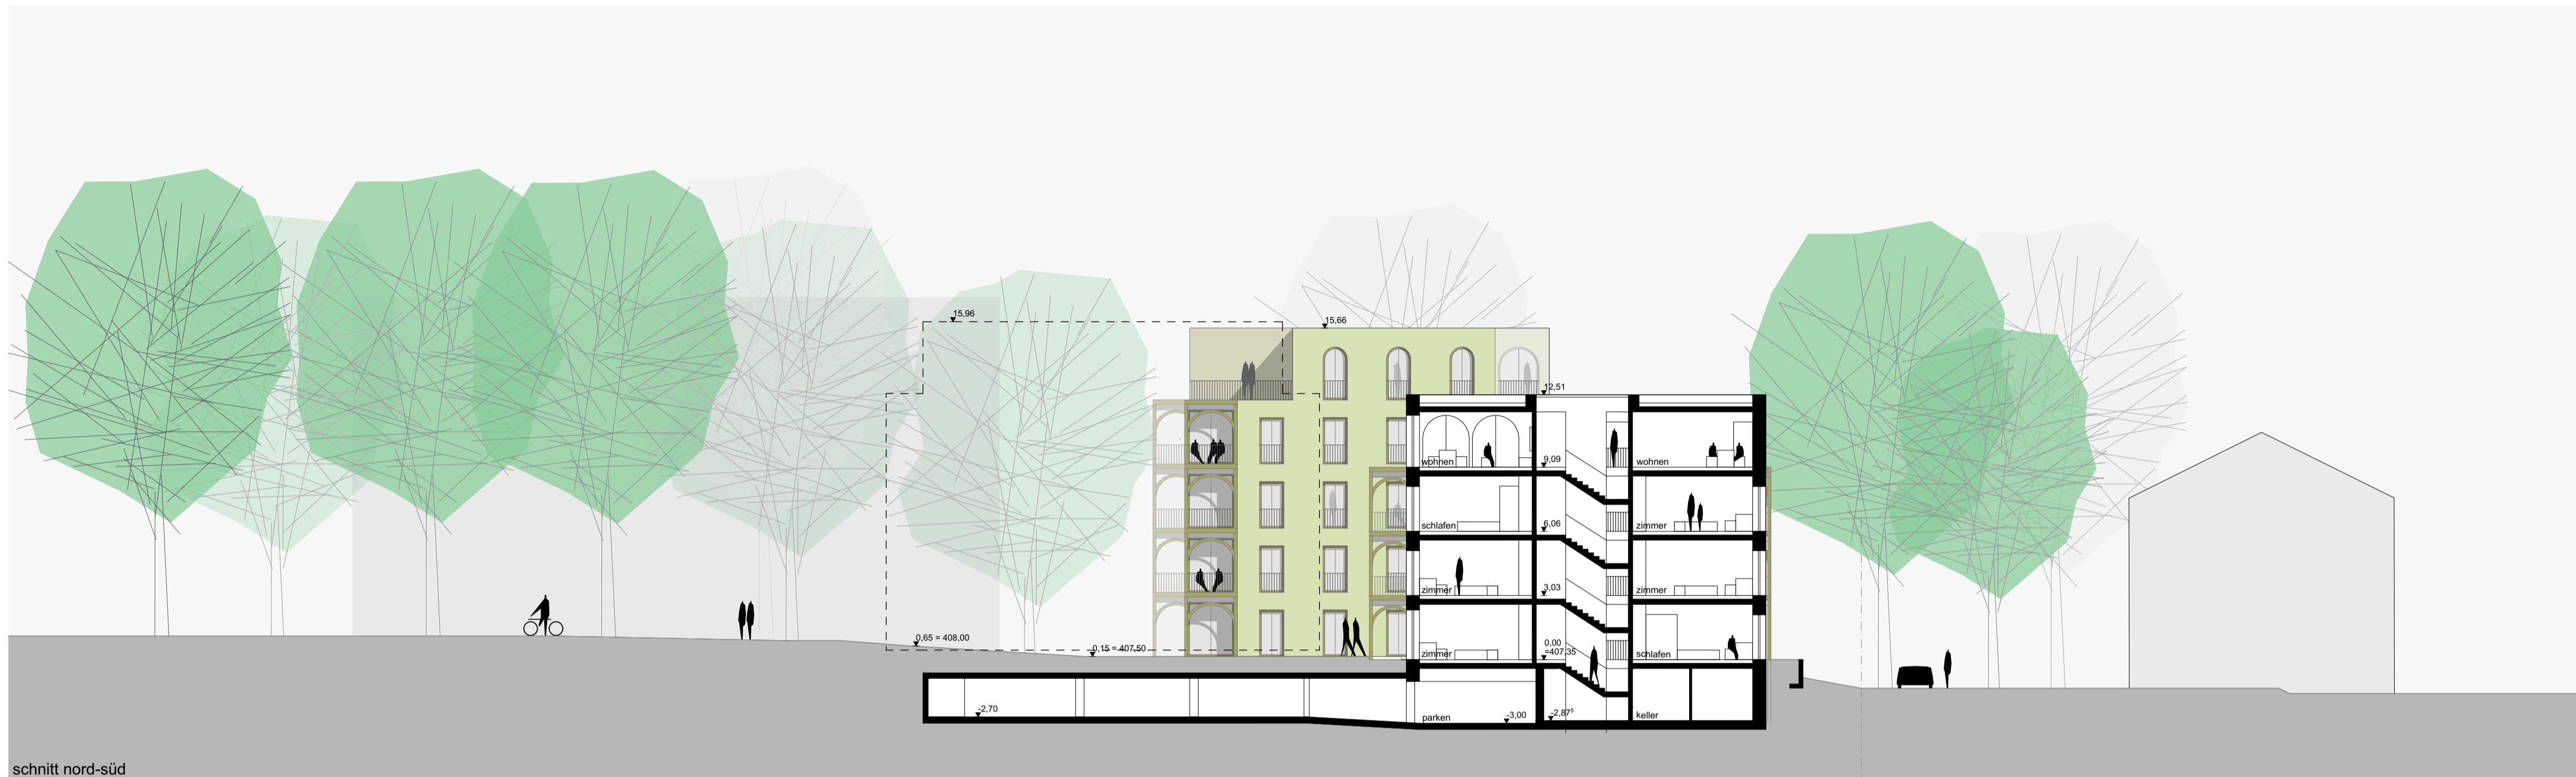 15,96
15,66
12,51
wohnen
9,09
wohnen
schlafen
6,06
zimmer
zimmer
3,03
zimmer
0,65 = 408,00
0,15 = 407,50
zimmer
0,00
=407,35
schlafen
-2,70
parken
-3,00
-2,87⁵
keller
schnitt nord-süd